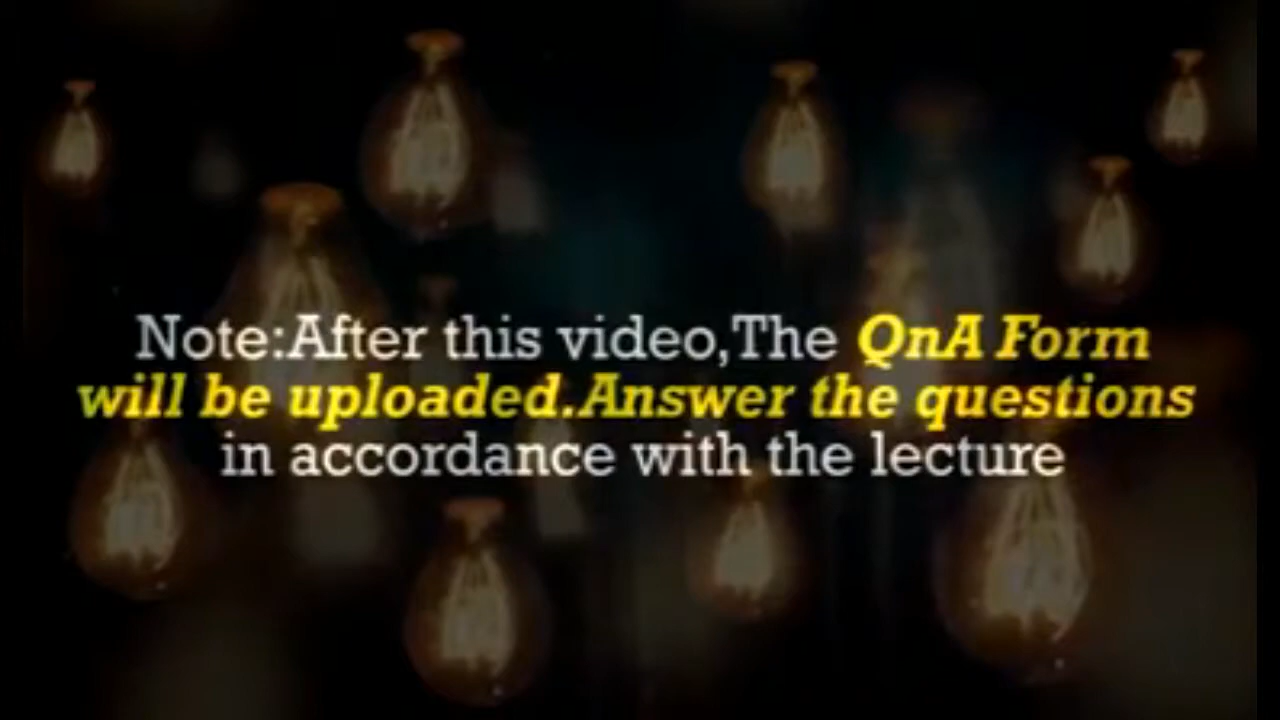 Note:After this video,The QnA Form
will be uploaded.Answer the questions
in accordance with the lecture